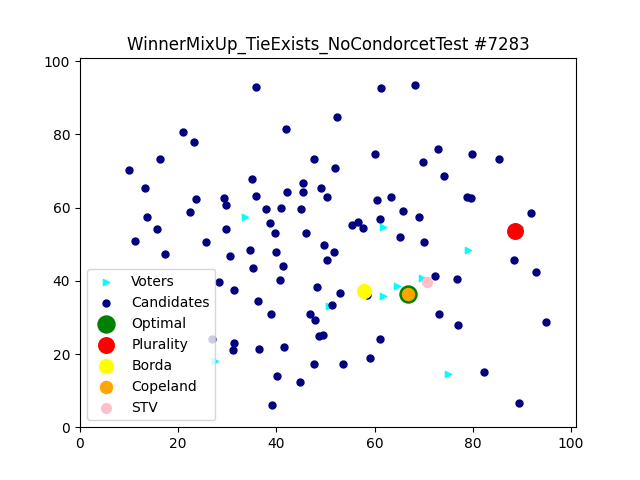 WinnerMixUp_TieExists_NoCondorcetTest #7283
100
80
60
40
20
0
0 20 40 60 80 100
Voters
Candidates
Optimal
Plurality
Borda
Copeland
STV